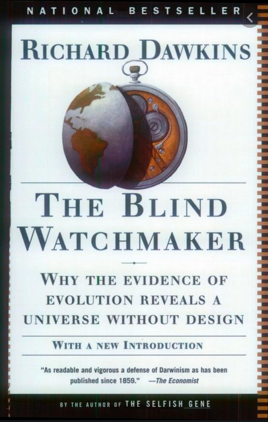 NATIONAL BESTSELLER
RICHARD DAWKINS
THE BLIND
WATCHMAKER
WHY THE EVIDENCE OF
EVOLUTION REVEALS A
UNIVERSE WITHOUT DESIGN
WITH A NEW INTRODUCTION
"As readable and vigorous a defense of Darwinism as has been
published since 1859." —The Economist
BY THE AUTHOR OF THE SELFISH GENE